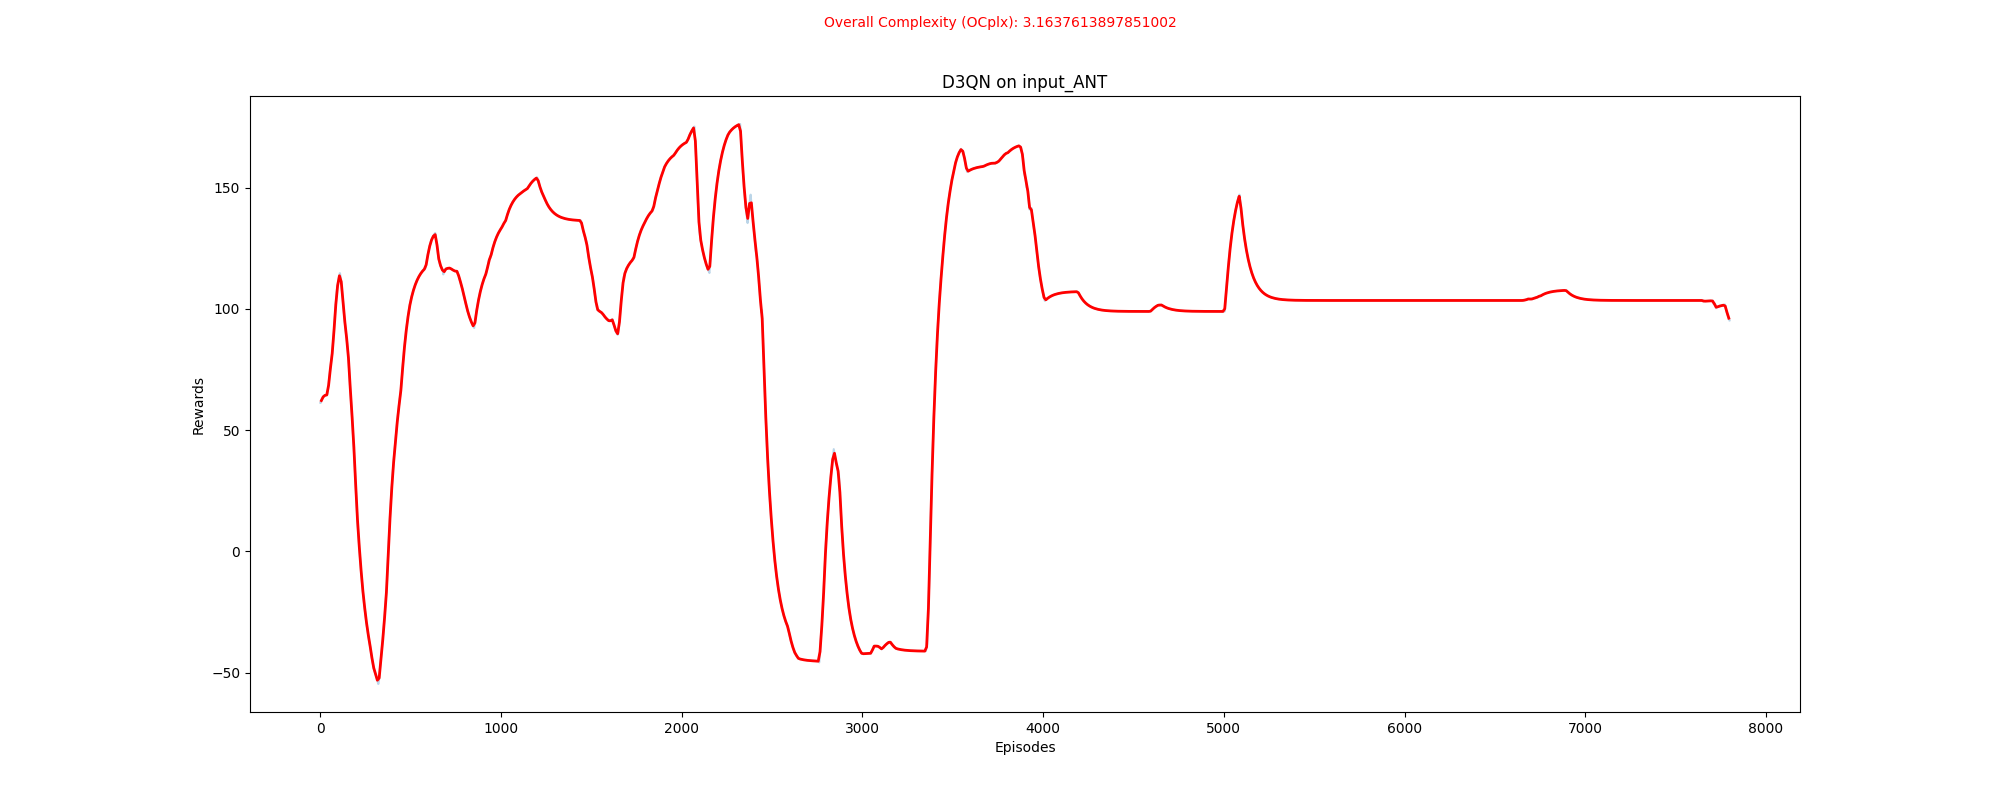 Overall Complexity (OCplx): 3.1637613897851002
D3QN on input_ANT
Rewards
150
100
50
0
−50
0 1000 2000 3000 4000 5000 6000 7000 8000
Episodes